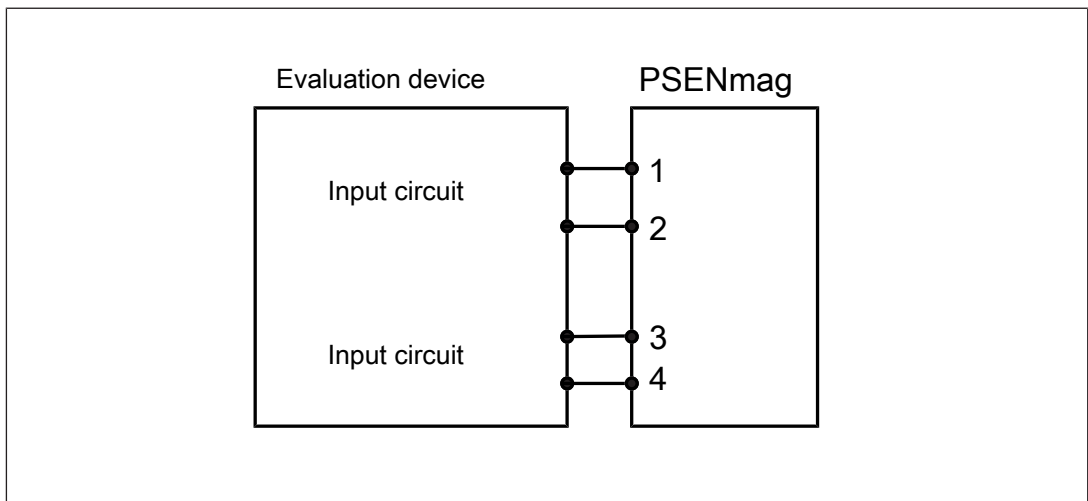 Evaluation device
PSENmag
Input circuit
1
2
Input circuit
3
4